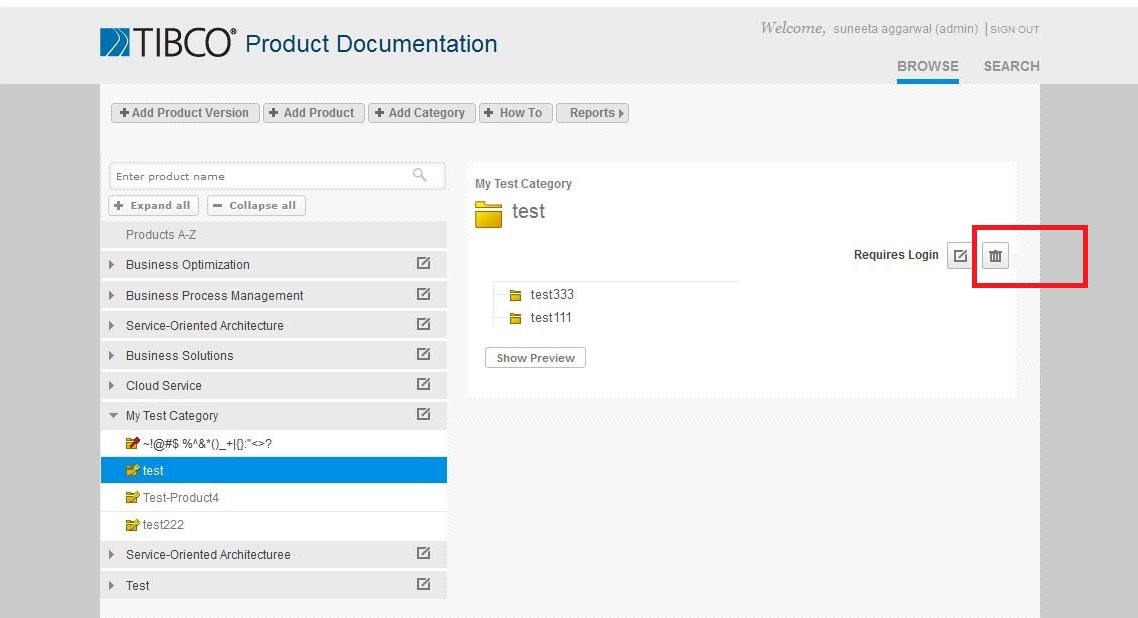 Welcome, suneeta aggarwal (admin) | SIGN OUT
TIBCO® Product Documentation
BROWSE SEARCH
+ Add Product Version + Add Product + Add Category + How To Reports
Enter product name
+ Expand all − Collapse all
Products A-Z
Business Optimization
Business Process Management
Service-Oriented Architecture
Business Solutions
Cloud Service
My Test Category
~!@#$ %^&*()_+|{}:"<>?
test
Test-Product4
test222
Service-Oriented Architecturee
Test
My Test Category
test
Requires Login
test333
test111
Show Preview